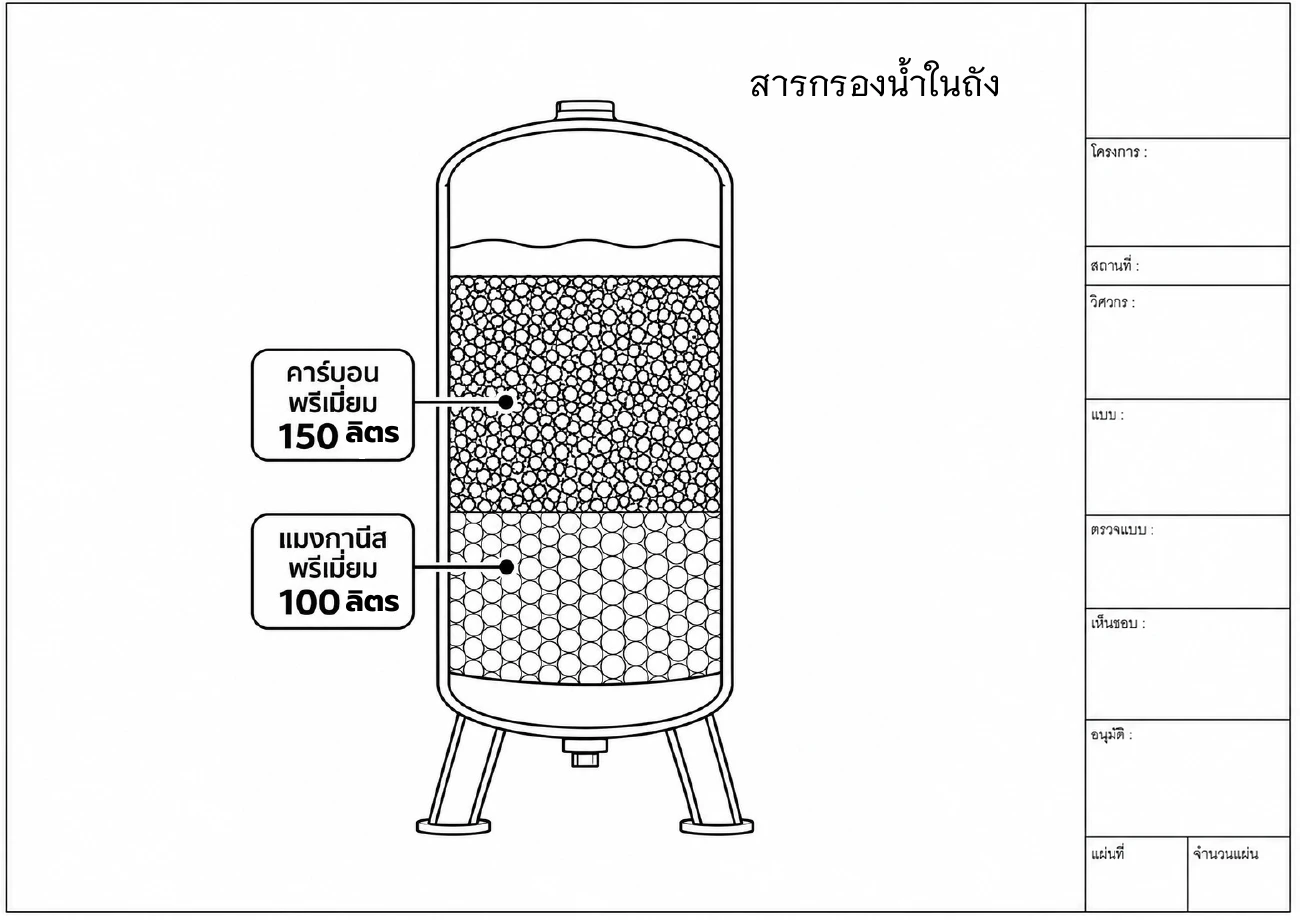 สารกรองน้ำในถัง
คาร์บอน
พรีเมี่ยม
150 ลิตร
แมงกานีส
พรีเมี่ยม
100 ลิตร
โครงการ :
สถานที่ :
วิศวกร :
แบบ :
ตรวจแบบ :
เห็นชอบ :
อนุมัติ :
แผ่นที่
จำนวนแผ่น